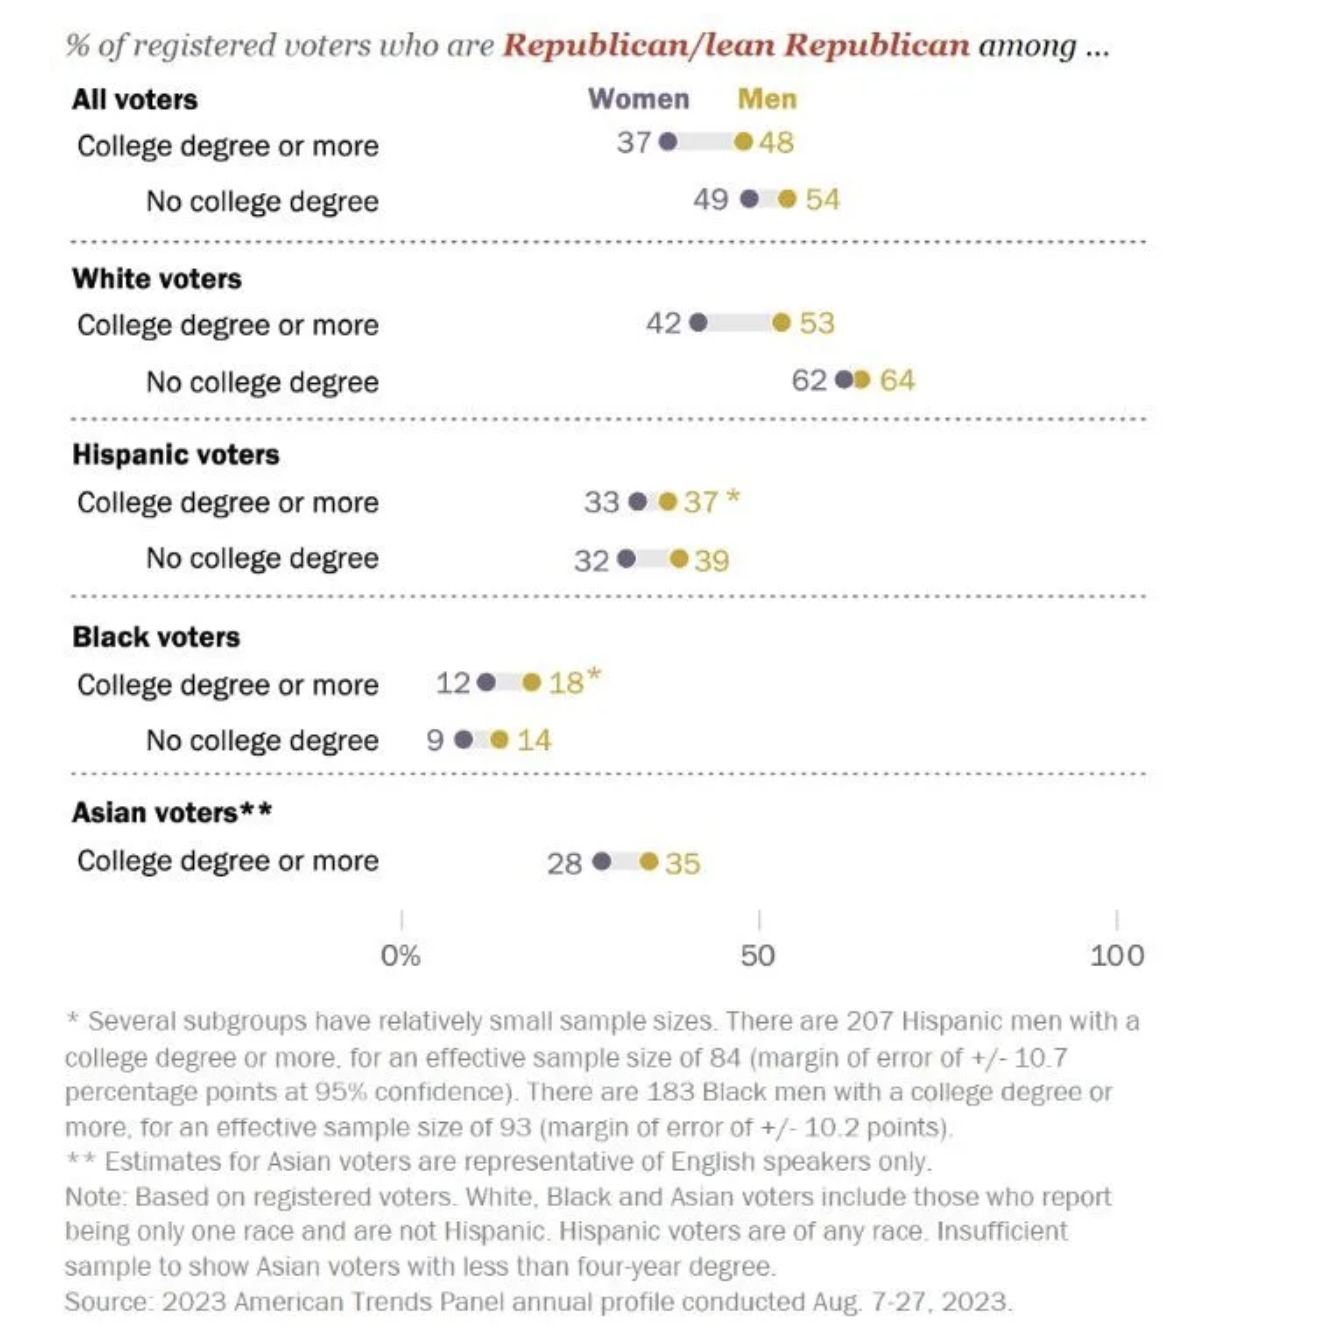 % of registered voters who are Republican/lean Republican among ...
All voters Women Men
College degree or more 37 48
No college degree 49 54
White voters
College degree or more 42 53
No college degree 62 64
Hispanic voters
College degree or more 33 37 *
No college degree 32 39
Black voters
College degree or more 12 18*
No college degree 9 14
Asian voters**
College degree or more 28 35
0% 50 100
* Several subgroups have relatively small sample sizes. There are 207 Hispanic men with a
college degree or more, for an effective sample size of 84 (margin of error of +/- 10.7
percentage points at 95% confidence). There are 183 Black men with a college degree or
more, for an effective sample size of 93 (margin of error of +/- 10.2 points).
** Estimates for Asian voters are representative of English speakers only.
Note: Based on registered voters. White, Black and Asian voters include those who report
being only one race and are not Hispanic. Hispanic voters are of any race. Insufficient
sample to show Asian voters with less than four-year degree.
Source: 2023 American Trends Panel annual profile conducted Aug. 7-27, 2023.